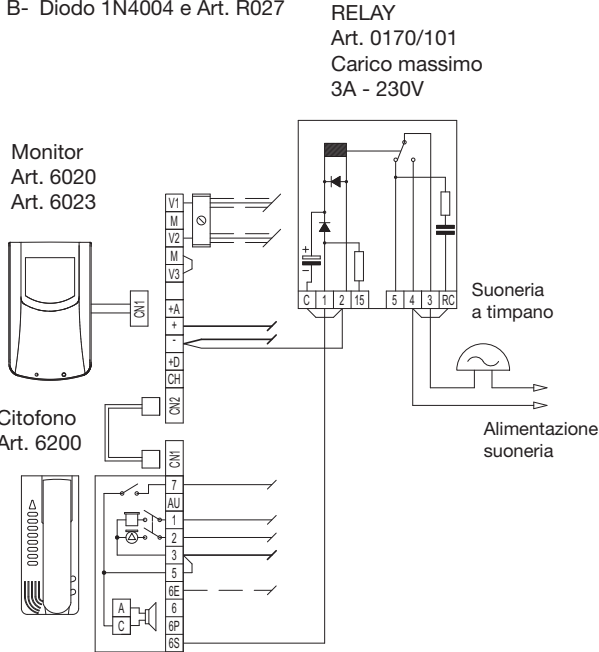 B- Diodo 1N4004 e Art. R027
RELAY
Art. 0170/101
Carico massimo
3A - 230V
Monitor
Art. 6020
Art. 6023
V1
M
V2
M
V3
+A
+
-
+D
CH
CN2
CN1
+
–
C 1 2 15 5 4 3 RC
Suoneria
a timpano
Alimentazione
suoneria
Citofono
Art. 6200
CN1
7
AU
1
2
3
5
6E
6
6P
6S
A
C